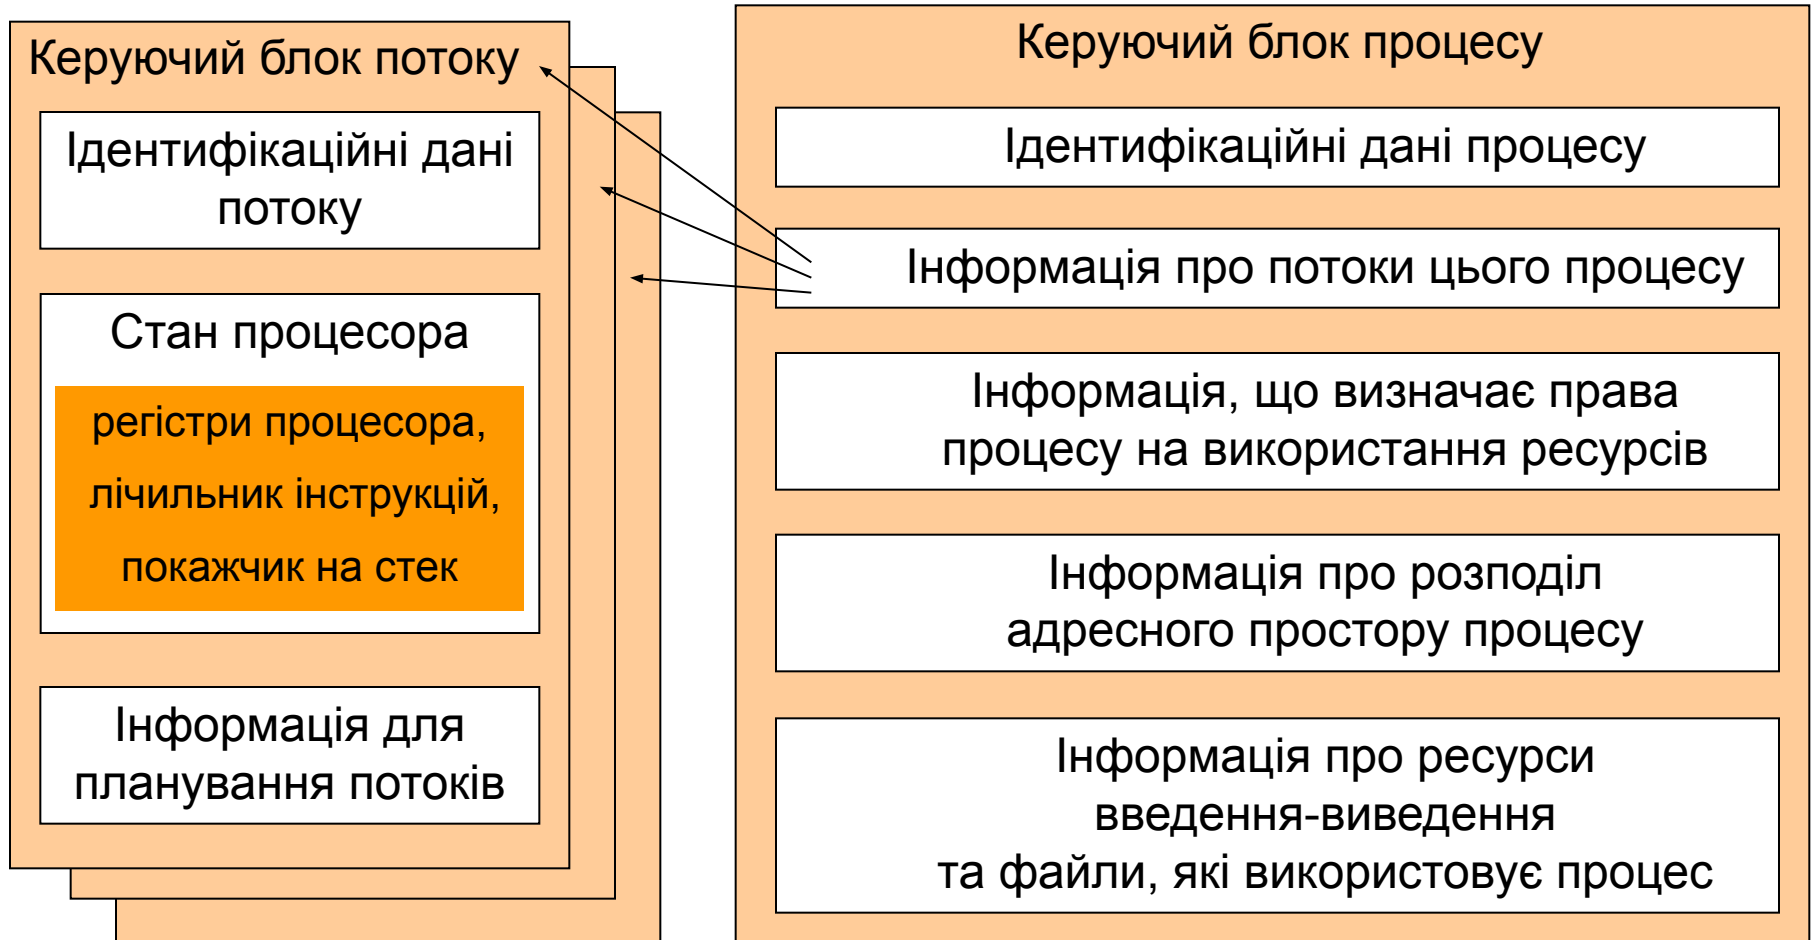 Керуючий блок потоку
Ідентифікаційні дані
потоку
Стан процесора
регістри процесора,
лічильник інструкцій,
покажчик на стек
Інформація для
планування потоків
Керуючий блок процесу
Ідентифікаційні дані процесу
Інформація про потоки цього процесу
Інформація, що визначає права
процесу на використання ресурсів
Інформація про розподіл
адресного простору процесу
Інформація про ресурси
введення-виведення
та файли, які використовує процес